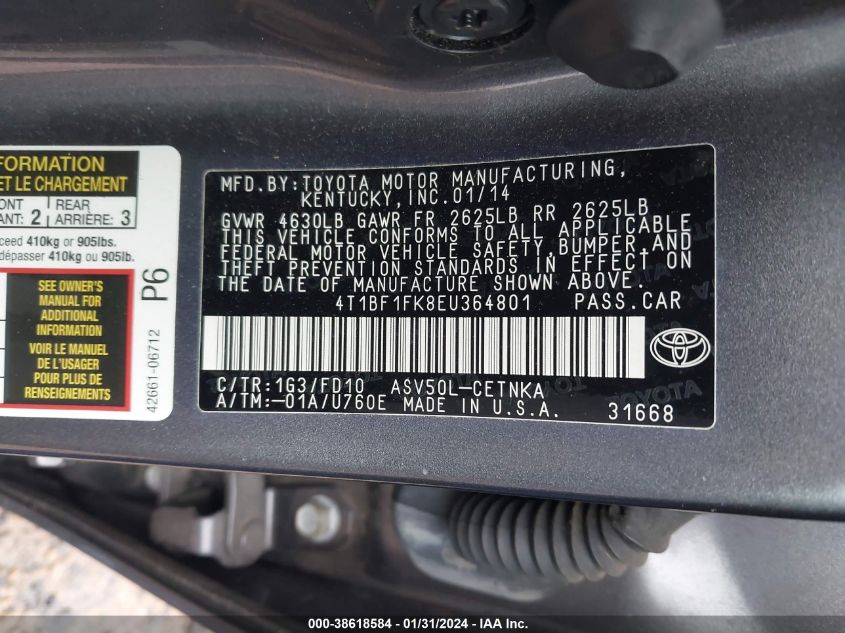 FORMATION
ET LE CHARGEMENT
2 REAR
ARRIÈRE: 3
410kg or 905lbs.
dépasser 410kg ou 905lb.
SEE OWNER'S
MANUAL FOR
ADDITIONAL
INFORMATION
VOIR LE MANUEL
DE L'USAGER
POUR PLUS DE
RENSEIGNEMENTS
P6
42661-06712
MFD.BY:TOYOTA MOTOR MANUFACTURING,
KENTUCKY,INC.01/14
GVWR 4630LB GAWR FR 2625LB RR 2625LB
THIS VEHICLE CONFORMS TO ALL APPLICABLE
FEDERAL MOTOR VEHICLE SAFETY,BUMPER,AND
THEFT PREVENTION STANDARDS IN EFFECT ON
THE DATE OF MANUFACTURE SHOWN ABOVE.
4T1BF1FK8EU364801 PASS.CAR
C/TR:1G3/FD10 ASV50L-CETNKA
A/TM:-01A/U760E MADE IN U.S.A. 31668
TOYOTA
000-38618584 - 01/31/2024 - IAA Inc.